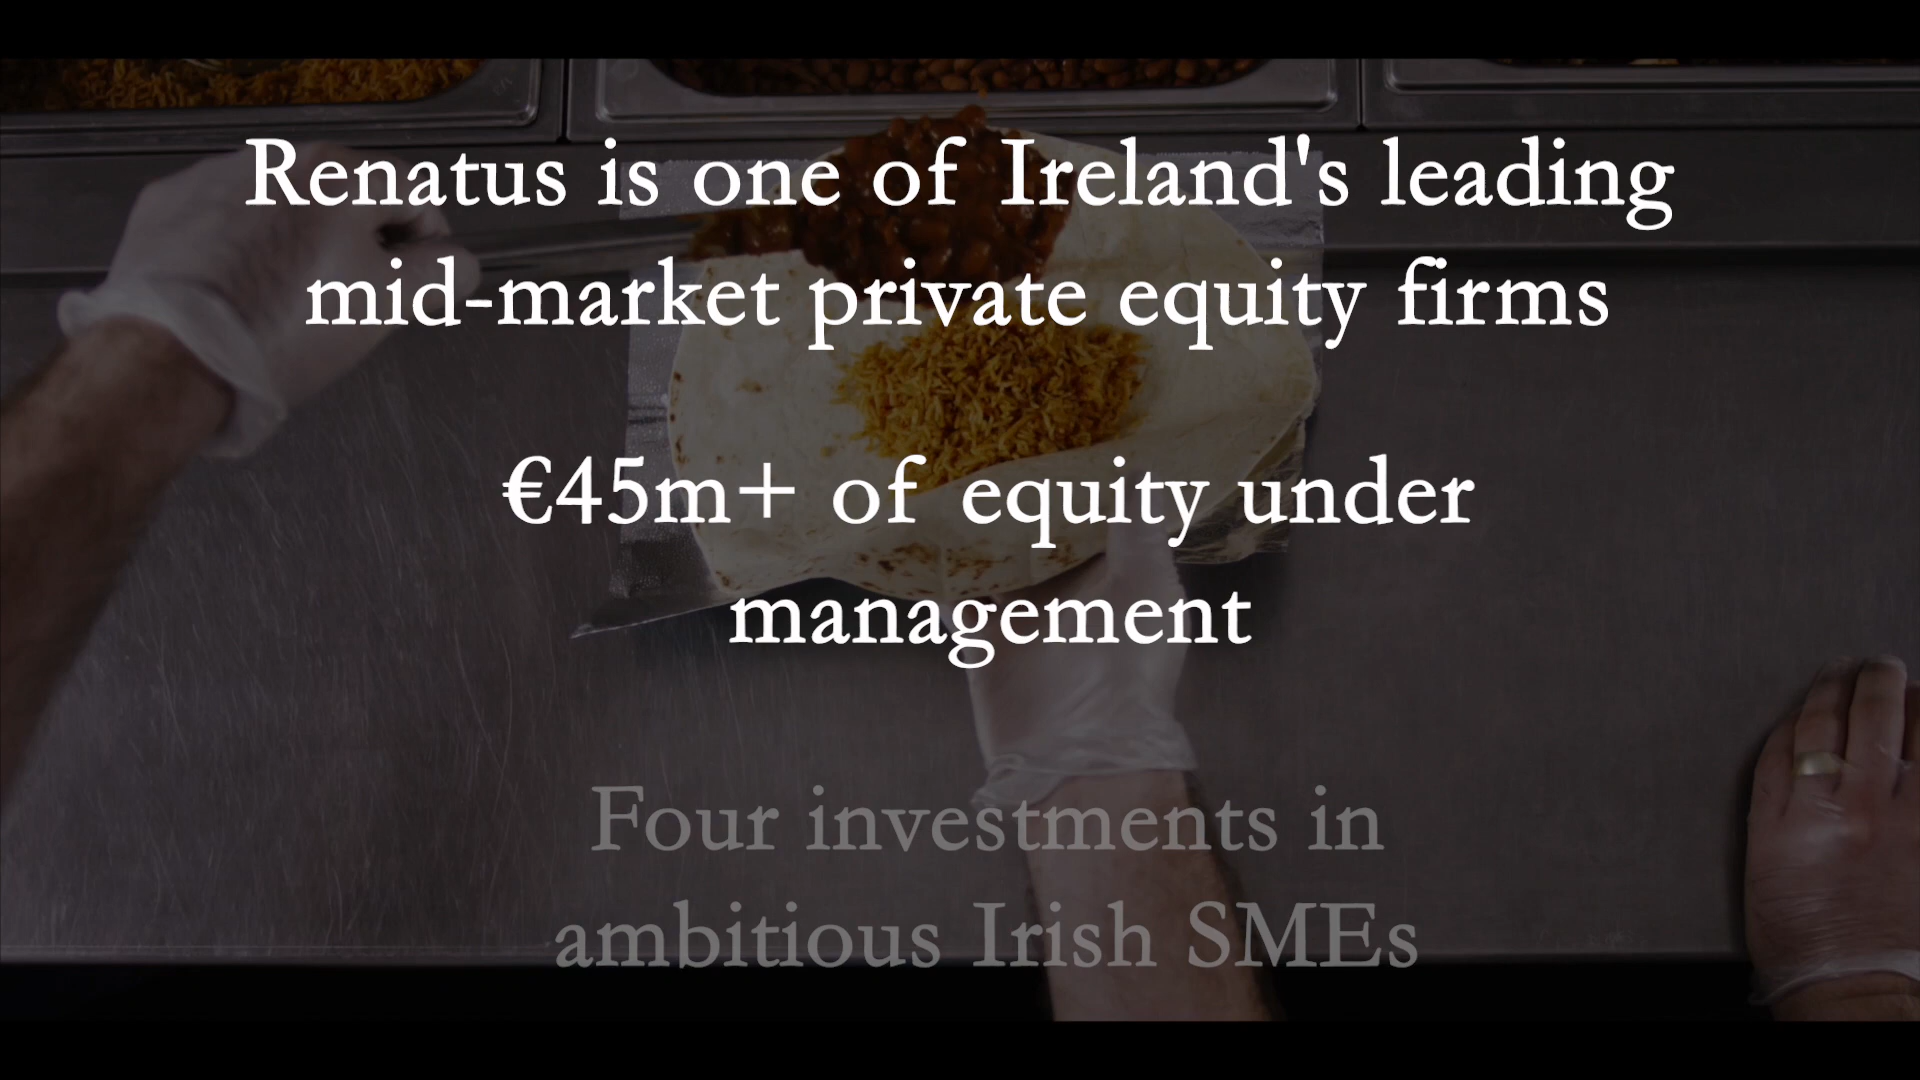 Renatus is one of Ireland's leading
mid-market private equity firms
€45m+ of equity under
management
Four investments in
ambitious Irish SMEs